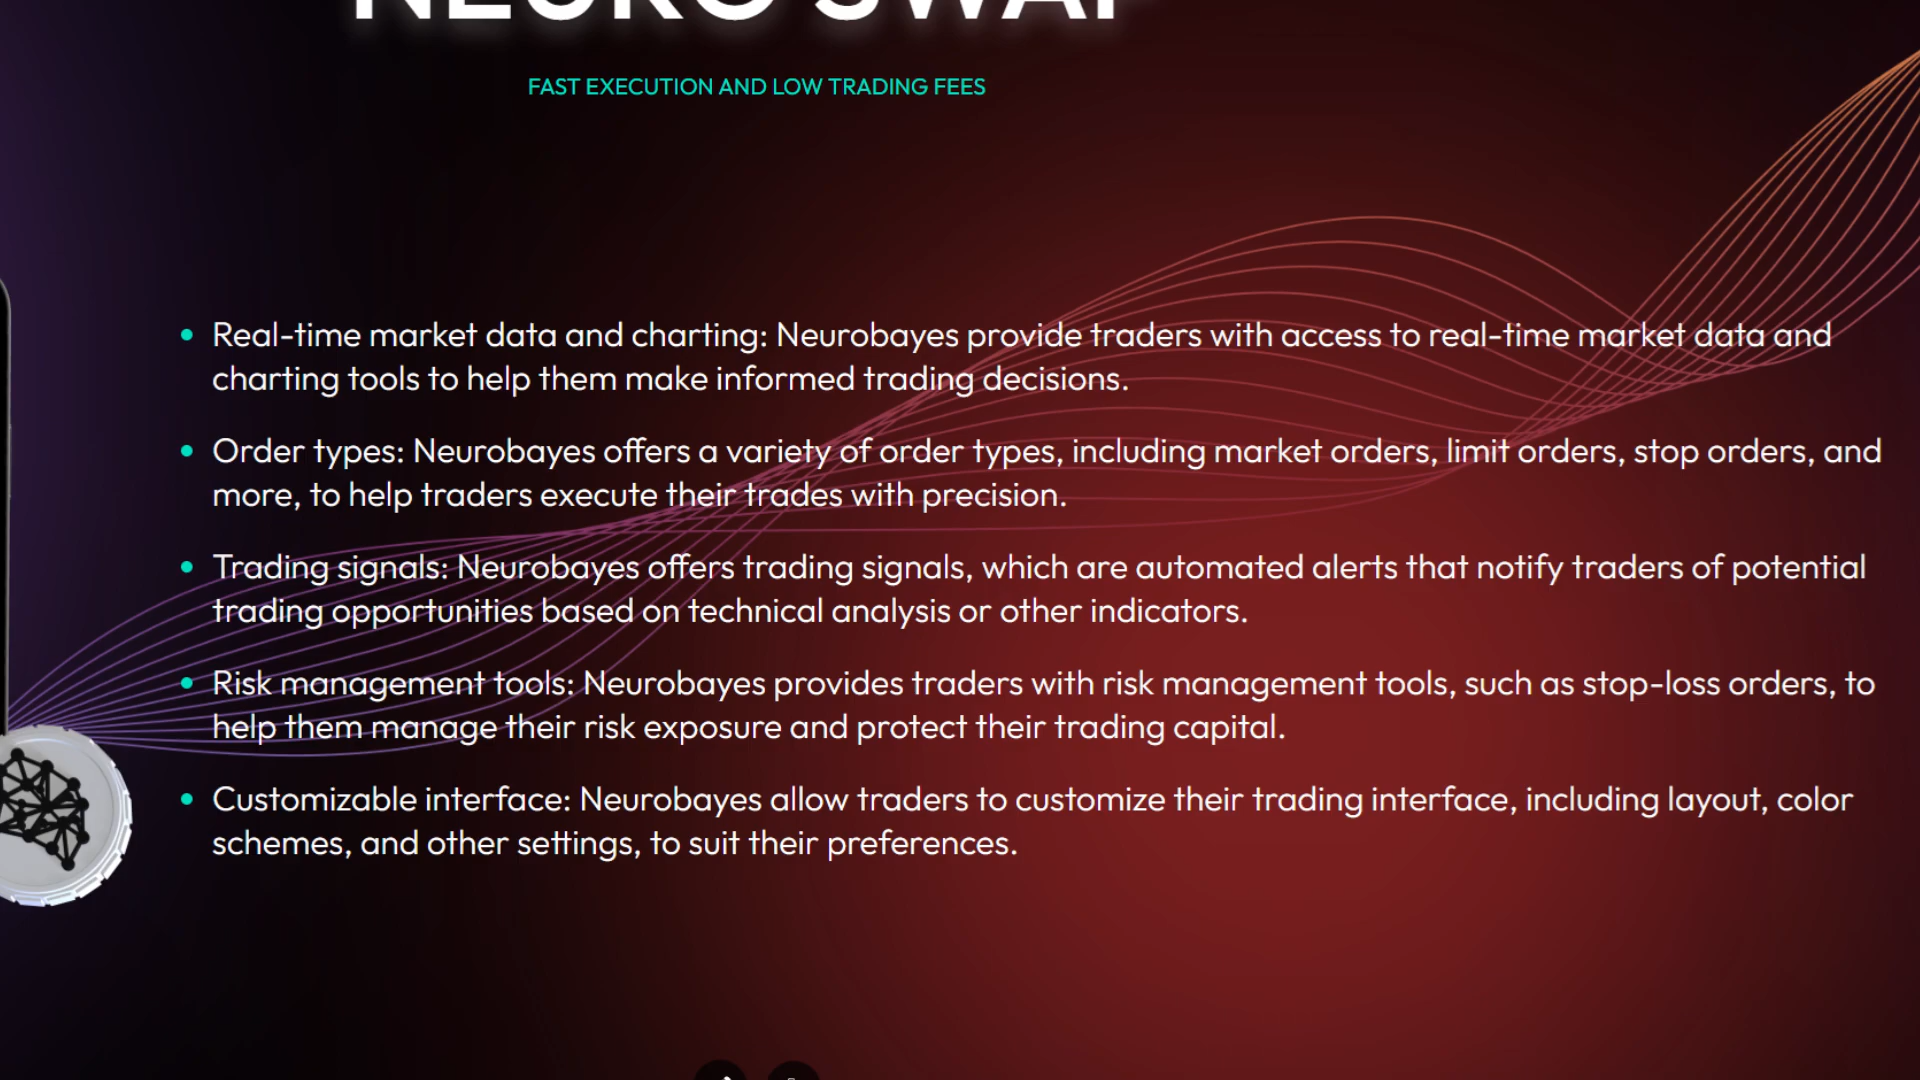 NEURO SWAP
FAST EXECUTION AND LOW TRADING FEES
Real-time market data and charting: Neurobayes provide traders with access to real-time market data and
charting tools to help them make informed trading decisions.
Order types: Neurobayes offers a variety of order types, including market orders, limit orders, stop orders, and
more, to help traders execute their trades with precision.
Trading signals: Neurobayes offers trading signals, which are automated alerts that notify traders of potential
trading opportunities based on technical analysis or other indicators.
Risk management tools: Neurobayes provides traders with risk management tools, such as stop-loss orders, to
help them manage their risk exposure and protect their trading capital.
Customizable interface: Neurobayes allow traders to customize their trading interface, including layout, color
schemes, and other settings, to suit their preferences.